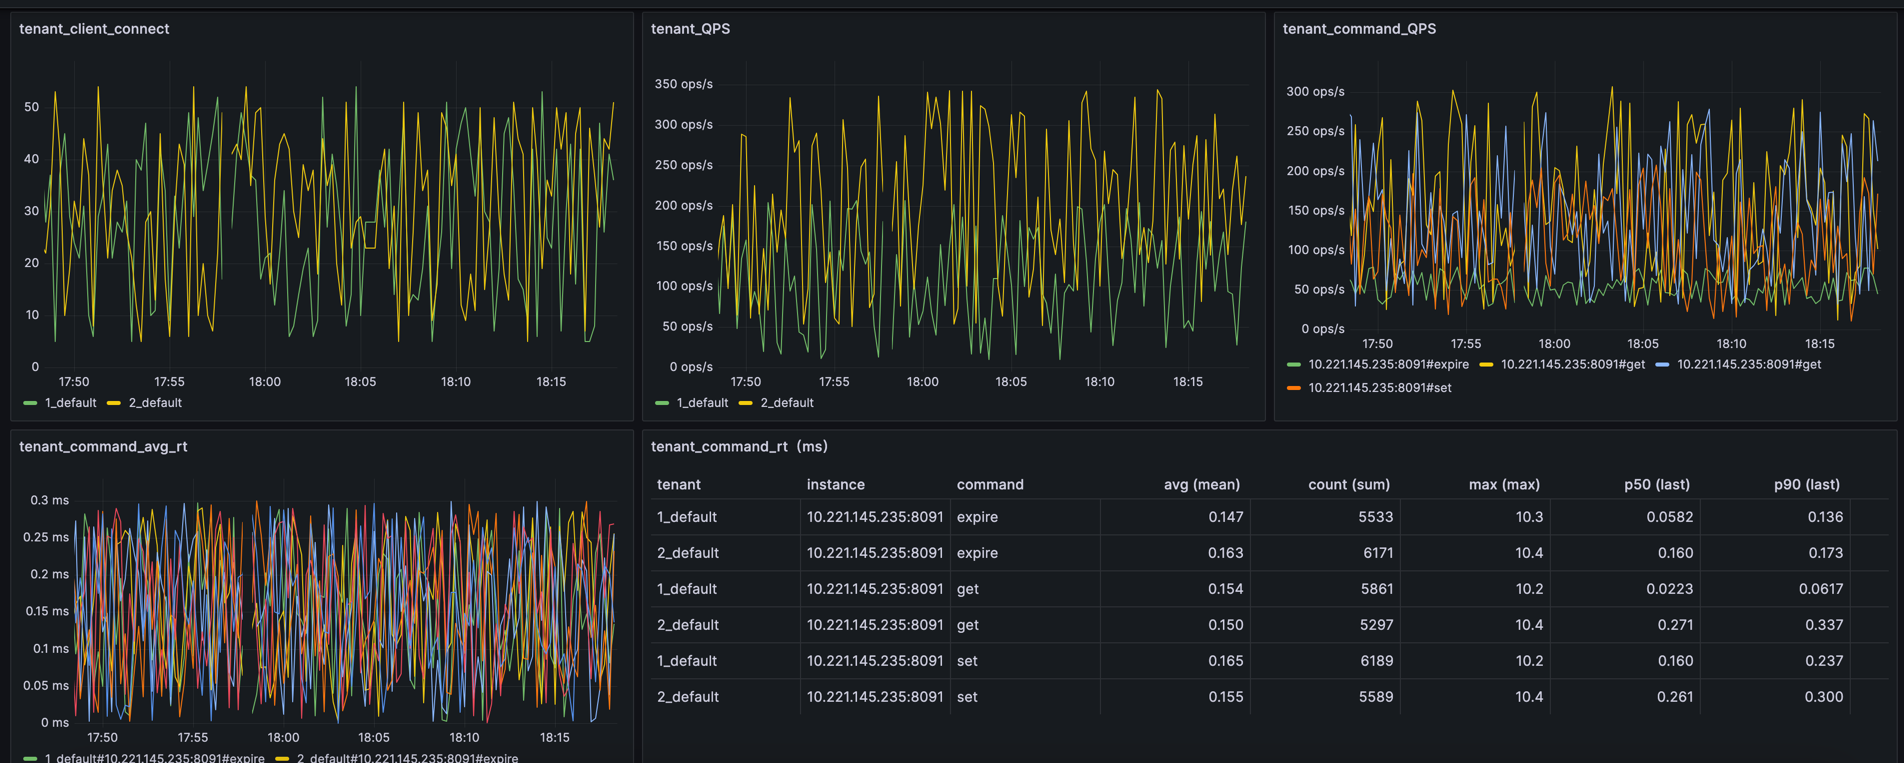 tenant_client_connect
50
40
30
20
10
0
17:50 17:55 18:00 18:05 18:10 18:15
1_default 2_default
tenant_QPS
350 ops/s
300 ops/s
250 ops/s
200 ops/s
150 ops/s
100 ops/s
50 ops/s
0 ops/s
17:50 17:55 18:00 18:05 18:10 18:15
1_default 2_default
tenant_command_QPS
300 ops/s
250 ops/s
200 ops/s
150 ops/s
100 ops/s
50 ops/s
0 ops/s
17:50 17:55 18:00 18:05 18:10 18:15
10.221.145.235:8091#expire 10.221.145.235:8091#get 10.221.145.235:8091#get
10.221.145.235:8091#set
tenant_command_avg_rt
0.3 ms
0.25 ms
0.2 ms
0.15 ms
0.1 ms
0.05 ms
0 ms
17:50 17:55 18:00 18:05 18:10 18:15
1_default#10.221.145.235:8091#expire 2_default#10.221.145.235:8091#expire
tenant_command_rt（ms）
tenant instance command avg (mean) count (sum) max (max) p50 (last) p90 (last)
1_default 10.221.145.235:8091 expire 0.147 5533 10.3 0.0582 0.136
2_default 10.221.145.235:8091 expire 0.163 6171 10.4 0.160 0.173
1_default 10.221.145.235:8091 get 0.154 5861 10.2 0.0223 0.0617
2_default 10.221.145.235:8091 get 0.150 5297 10.4 0.271 0.337
1_default 10.221.145.235:8091 set 0.165 6189 10.2 0.160 0.237
2_default 10.221.145.235:8091 set 0.155 5589 10.4 0.261 0.300